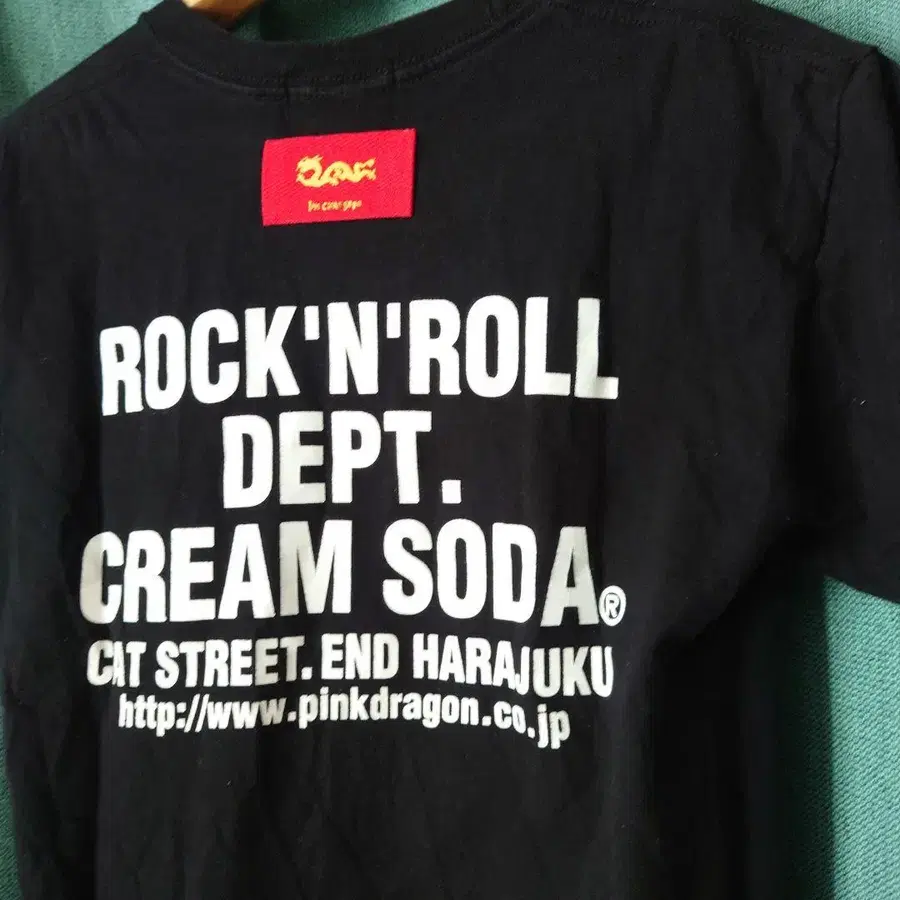 ROCK'N'ROLL
DEPT.
CREAM SODA®
CAT STREET. END HARAJUKU
http://www.pinkdragon.co.jp